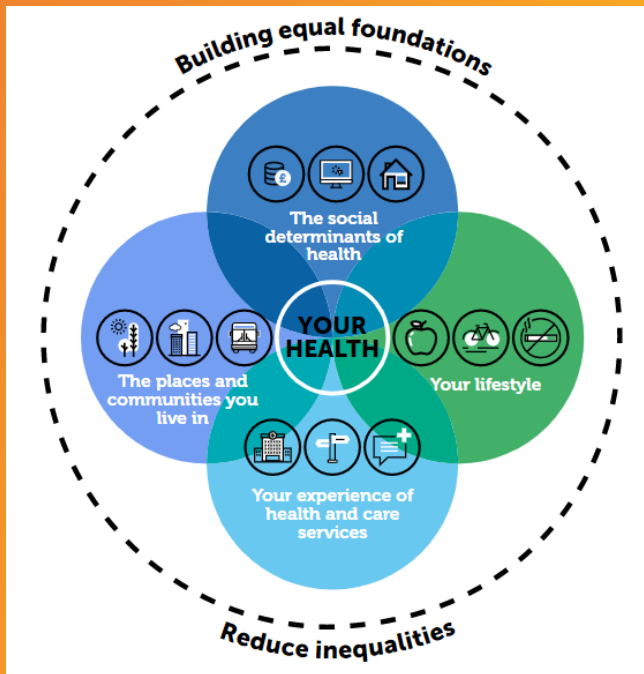 Building equal foundations
£
The social
determinants of
health
YOUR
HEALTH
The places and
communities you
live in
Your lifestyle
Your experience of
health and care
services
Reduce inequalities